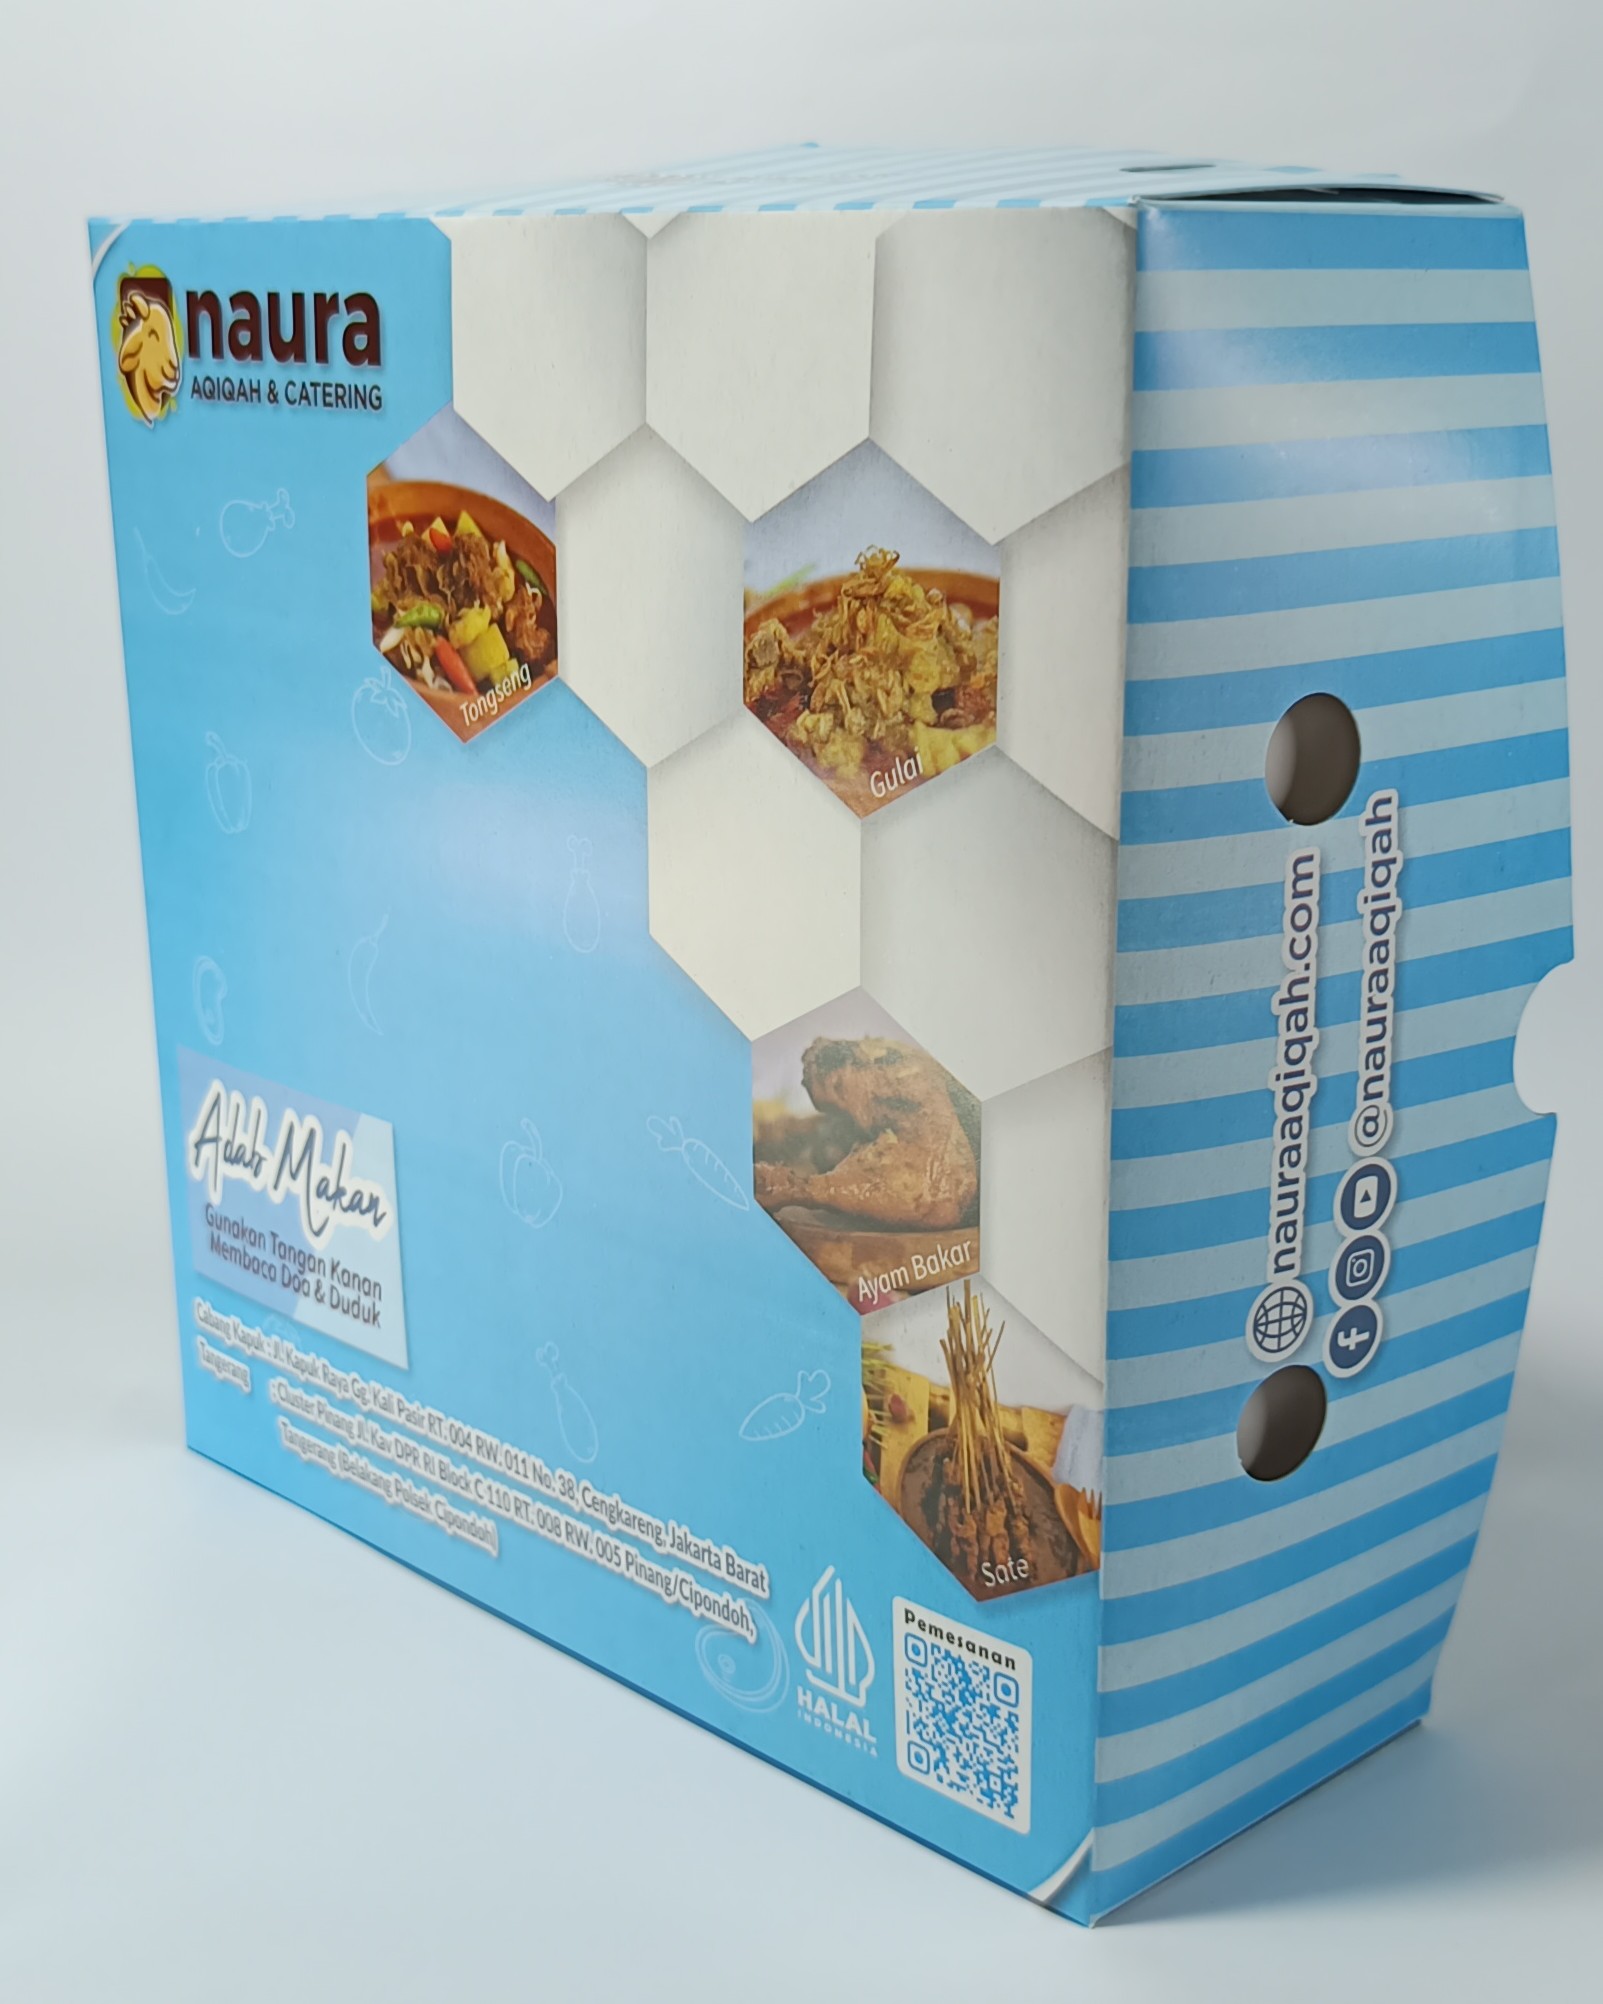 naura
AQIQAH & CATERING
Tongseng
Gulai
Ayam Bakar
Sate
Adab Makan
Gunakan Tangan Kanan
Membaca Doa & Duduk
Cabang Kapuk : Jl. Kapuk Raya Gg. Kali Pasir RT. 004 RW. 011 No. 38, Cengkareng, Jakarta Barat
Tangerang : Cluster Pinang Jl. Kav DPR RI Block C 110 RT. 008 RW. 005 Pinang/Cipondoh,
Tangerang (Belakang Polsek Cipondoh)
HALAL
INDONESIA
Pemesanan
nauraaqiqah.com
@nauraaqiqah